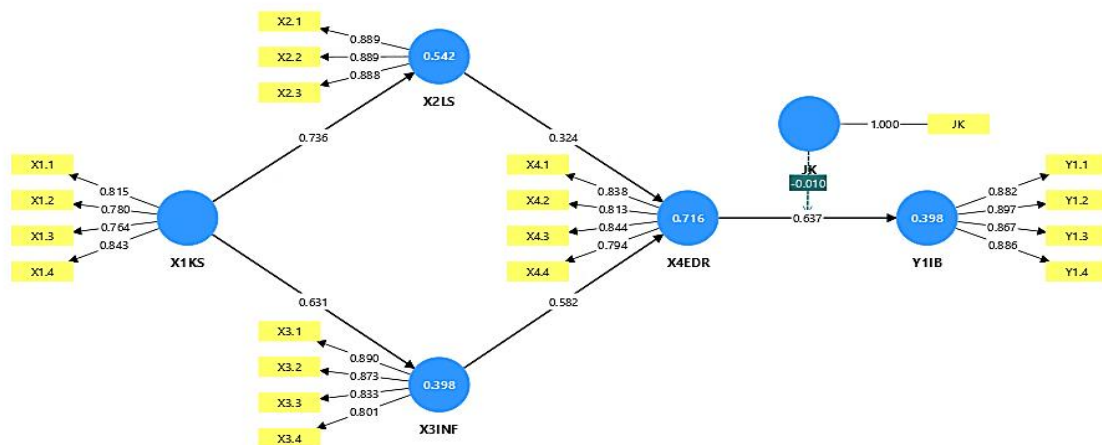 X2.1
X2.2
X2.3
0.889
0.889
0.888
0.542
X2LS
0.736
0.324
X1.1
X1.2
X1.3
X1.4
0.815
0.780
0.764
0.843
X1KS
X4.1
X4.2
X4.3
X4.4
0.838
0.813
0.844
0.794
0.716
X4EDR
JK
-0.010
1.000
JK
0.637
0.398
Y1IB
0.882
0.897
0.867
0.886
Y1.1
Y1.2
Y1.3
Y1.4
0.631
0.582
X3.1
X3.2
X3.3
X3.4
0.890
0.873
0.833
0.801
0.398
X3INF